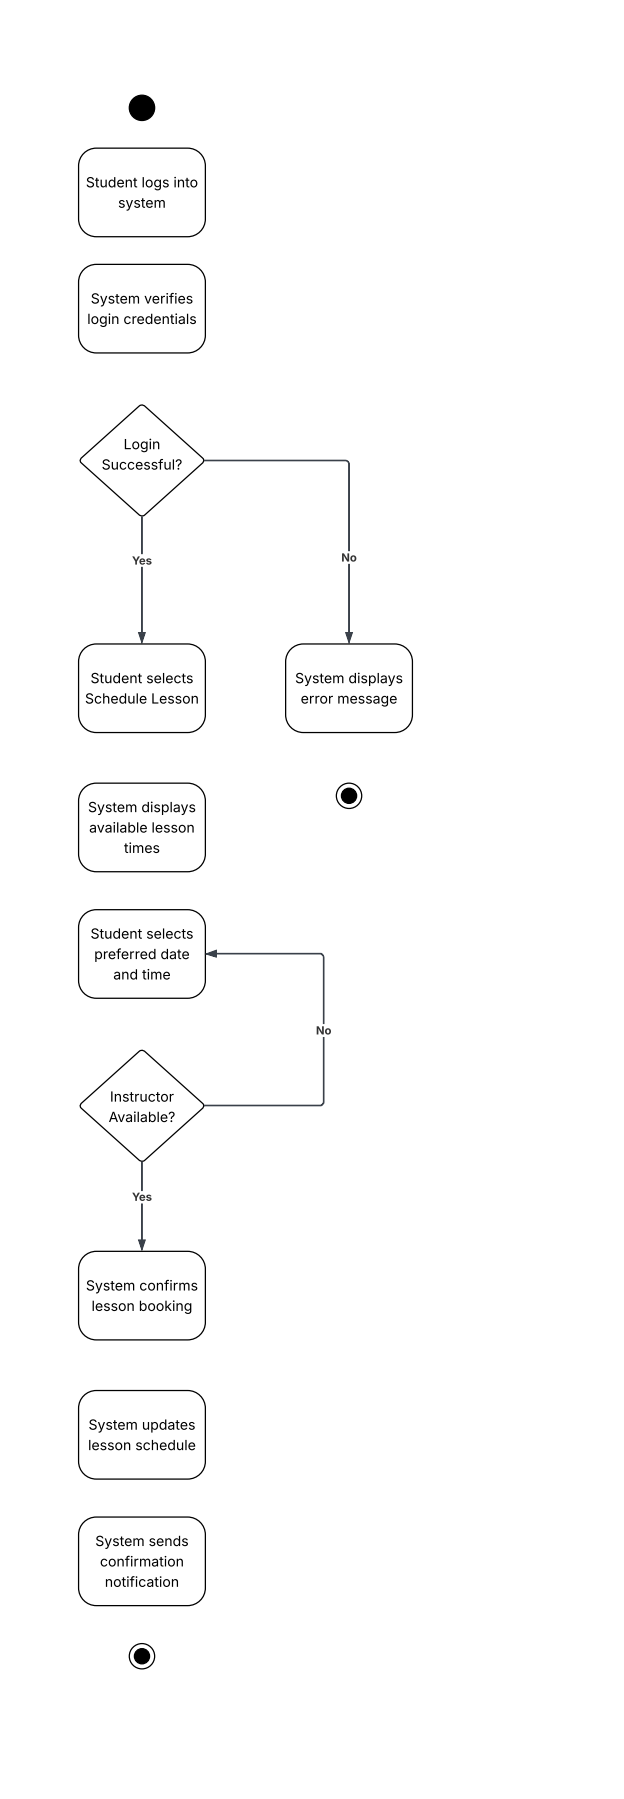 Student logs into
system
System verifies
login credentials
Login
Successful?
Yes
No
Student selects
Schedule Lesson
System displays
error message
System displays
available lesson
times
Student selects
preferred date
and time
No
Instructor
Available?
Yes
System confirms
lesson booking
System updates
lesson schedule
System sends
confirmation
notification